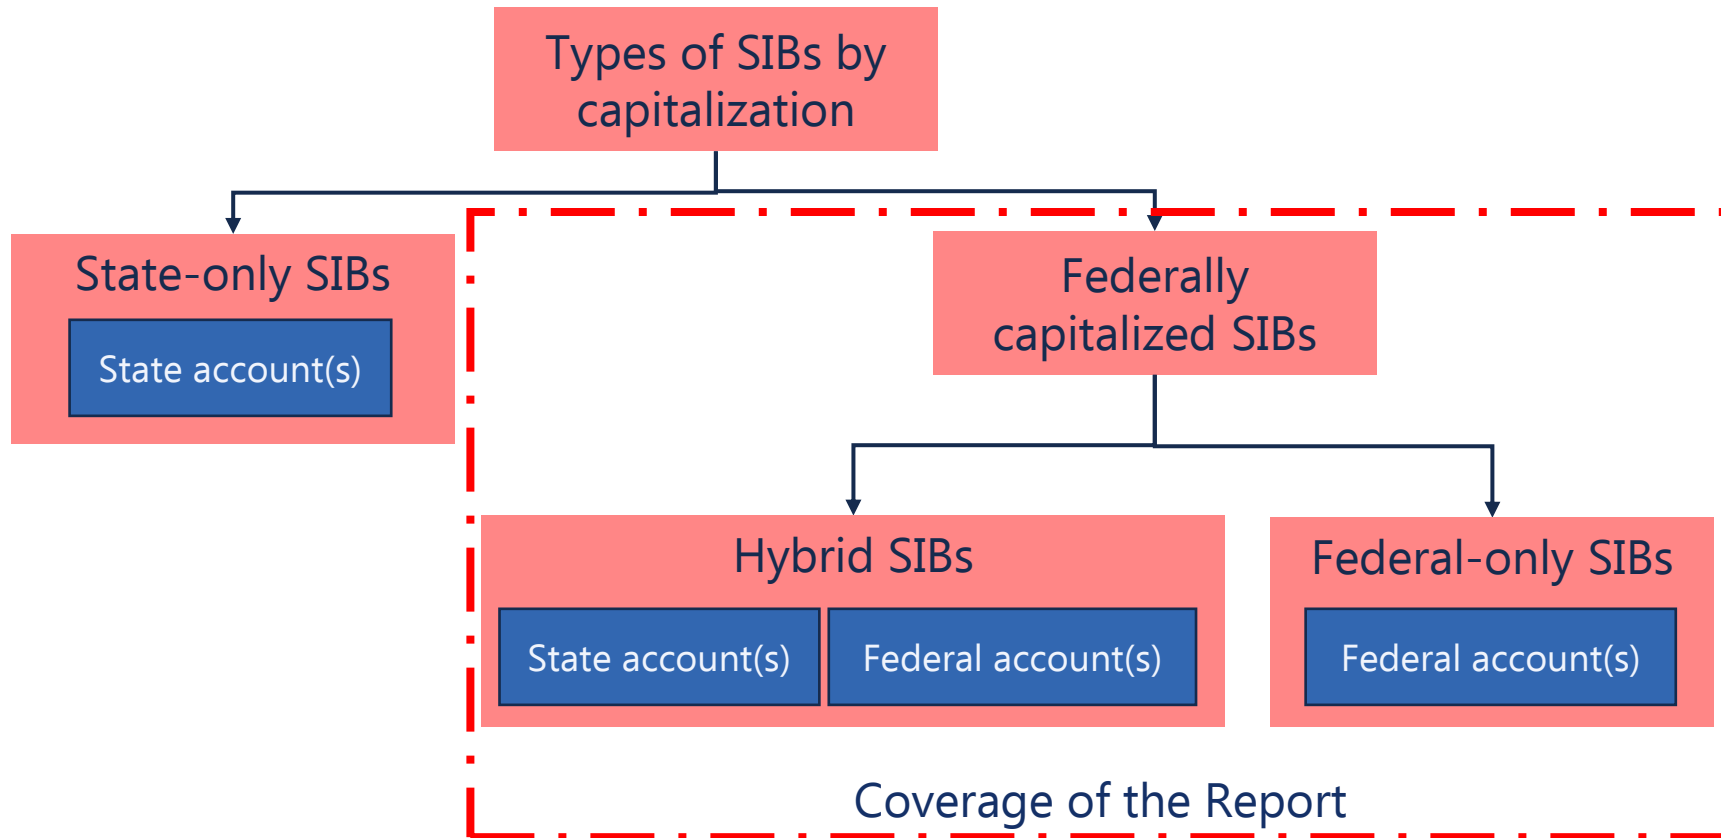 Types of SIBs by
capitalization
State-only SIBs
State account(s)
Federally
capitalized SIBs
Hybrid SIBs
State account(s)
Federal account(s)
Federal-only SIBs
Federal account(s)
Coverage of the Report